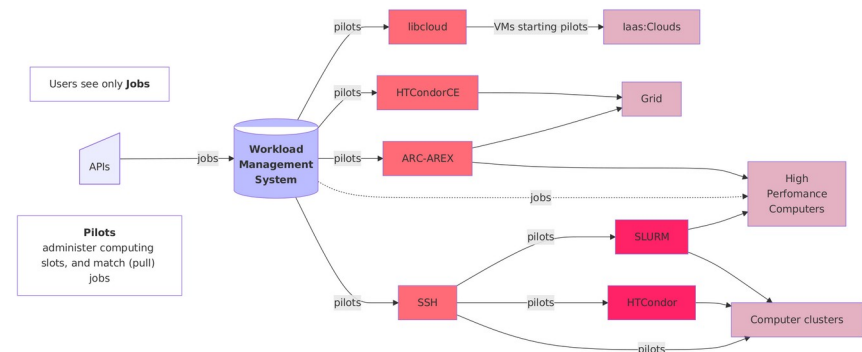 pilots
libcloud
VMs starting pilots
Iaas:Clouds
Users see only Jobs
pilots
HTCondorCE
Grid
APIs
jobs
Workload
Management
System
pilots
ARC-AREX
High
Perfomance
Computers
jobs
Pilots
administer computing
slots, and match (pull)
jobs
pilots
SLURM
pilots
SSH
pilots
HTCondor
Computer clusters
pilots